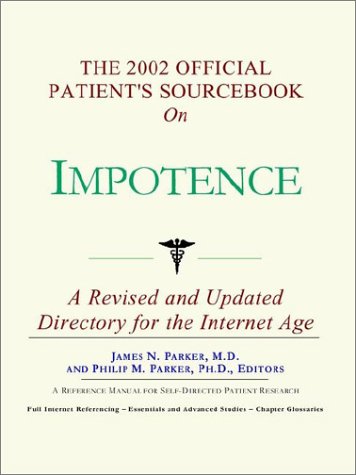 THE 2002 OFFICIAL
PATIENT'S SOURCEBOOK
On
IMPOTENCE
A Revised and Updated
Directory for the Internet Age
JAMES N. PARKER, M.D.
AND PHILIP M. PARKER, PH.D., EDITORS
A REFERENCE MANUAL FOR SELF-DIRECTED PATIENT RESEARCH
Full Internet Referencing – Essentials and Advanced Studies – Chapter Glossaries